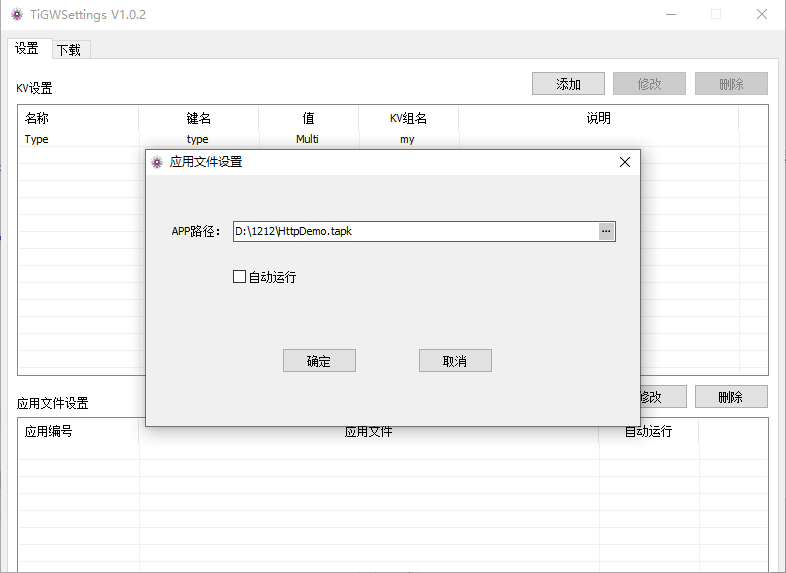 TiGWSettings V1.0.2
设置 下载
KV设置 添加 修改 删除
名称 键名 值 KV组名 说明
Type type Multi my
应用文件设置
APP路径： D:\1212\HttpDemo.tapk ...
自动运行
确定 取消
应用文件设置 修改 删除
应用编号 应用文件 自动运行